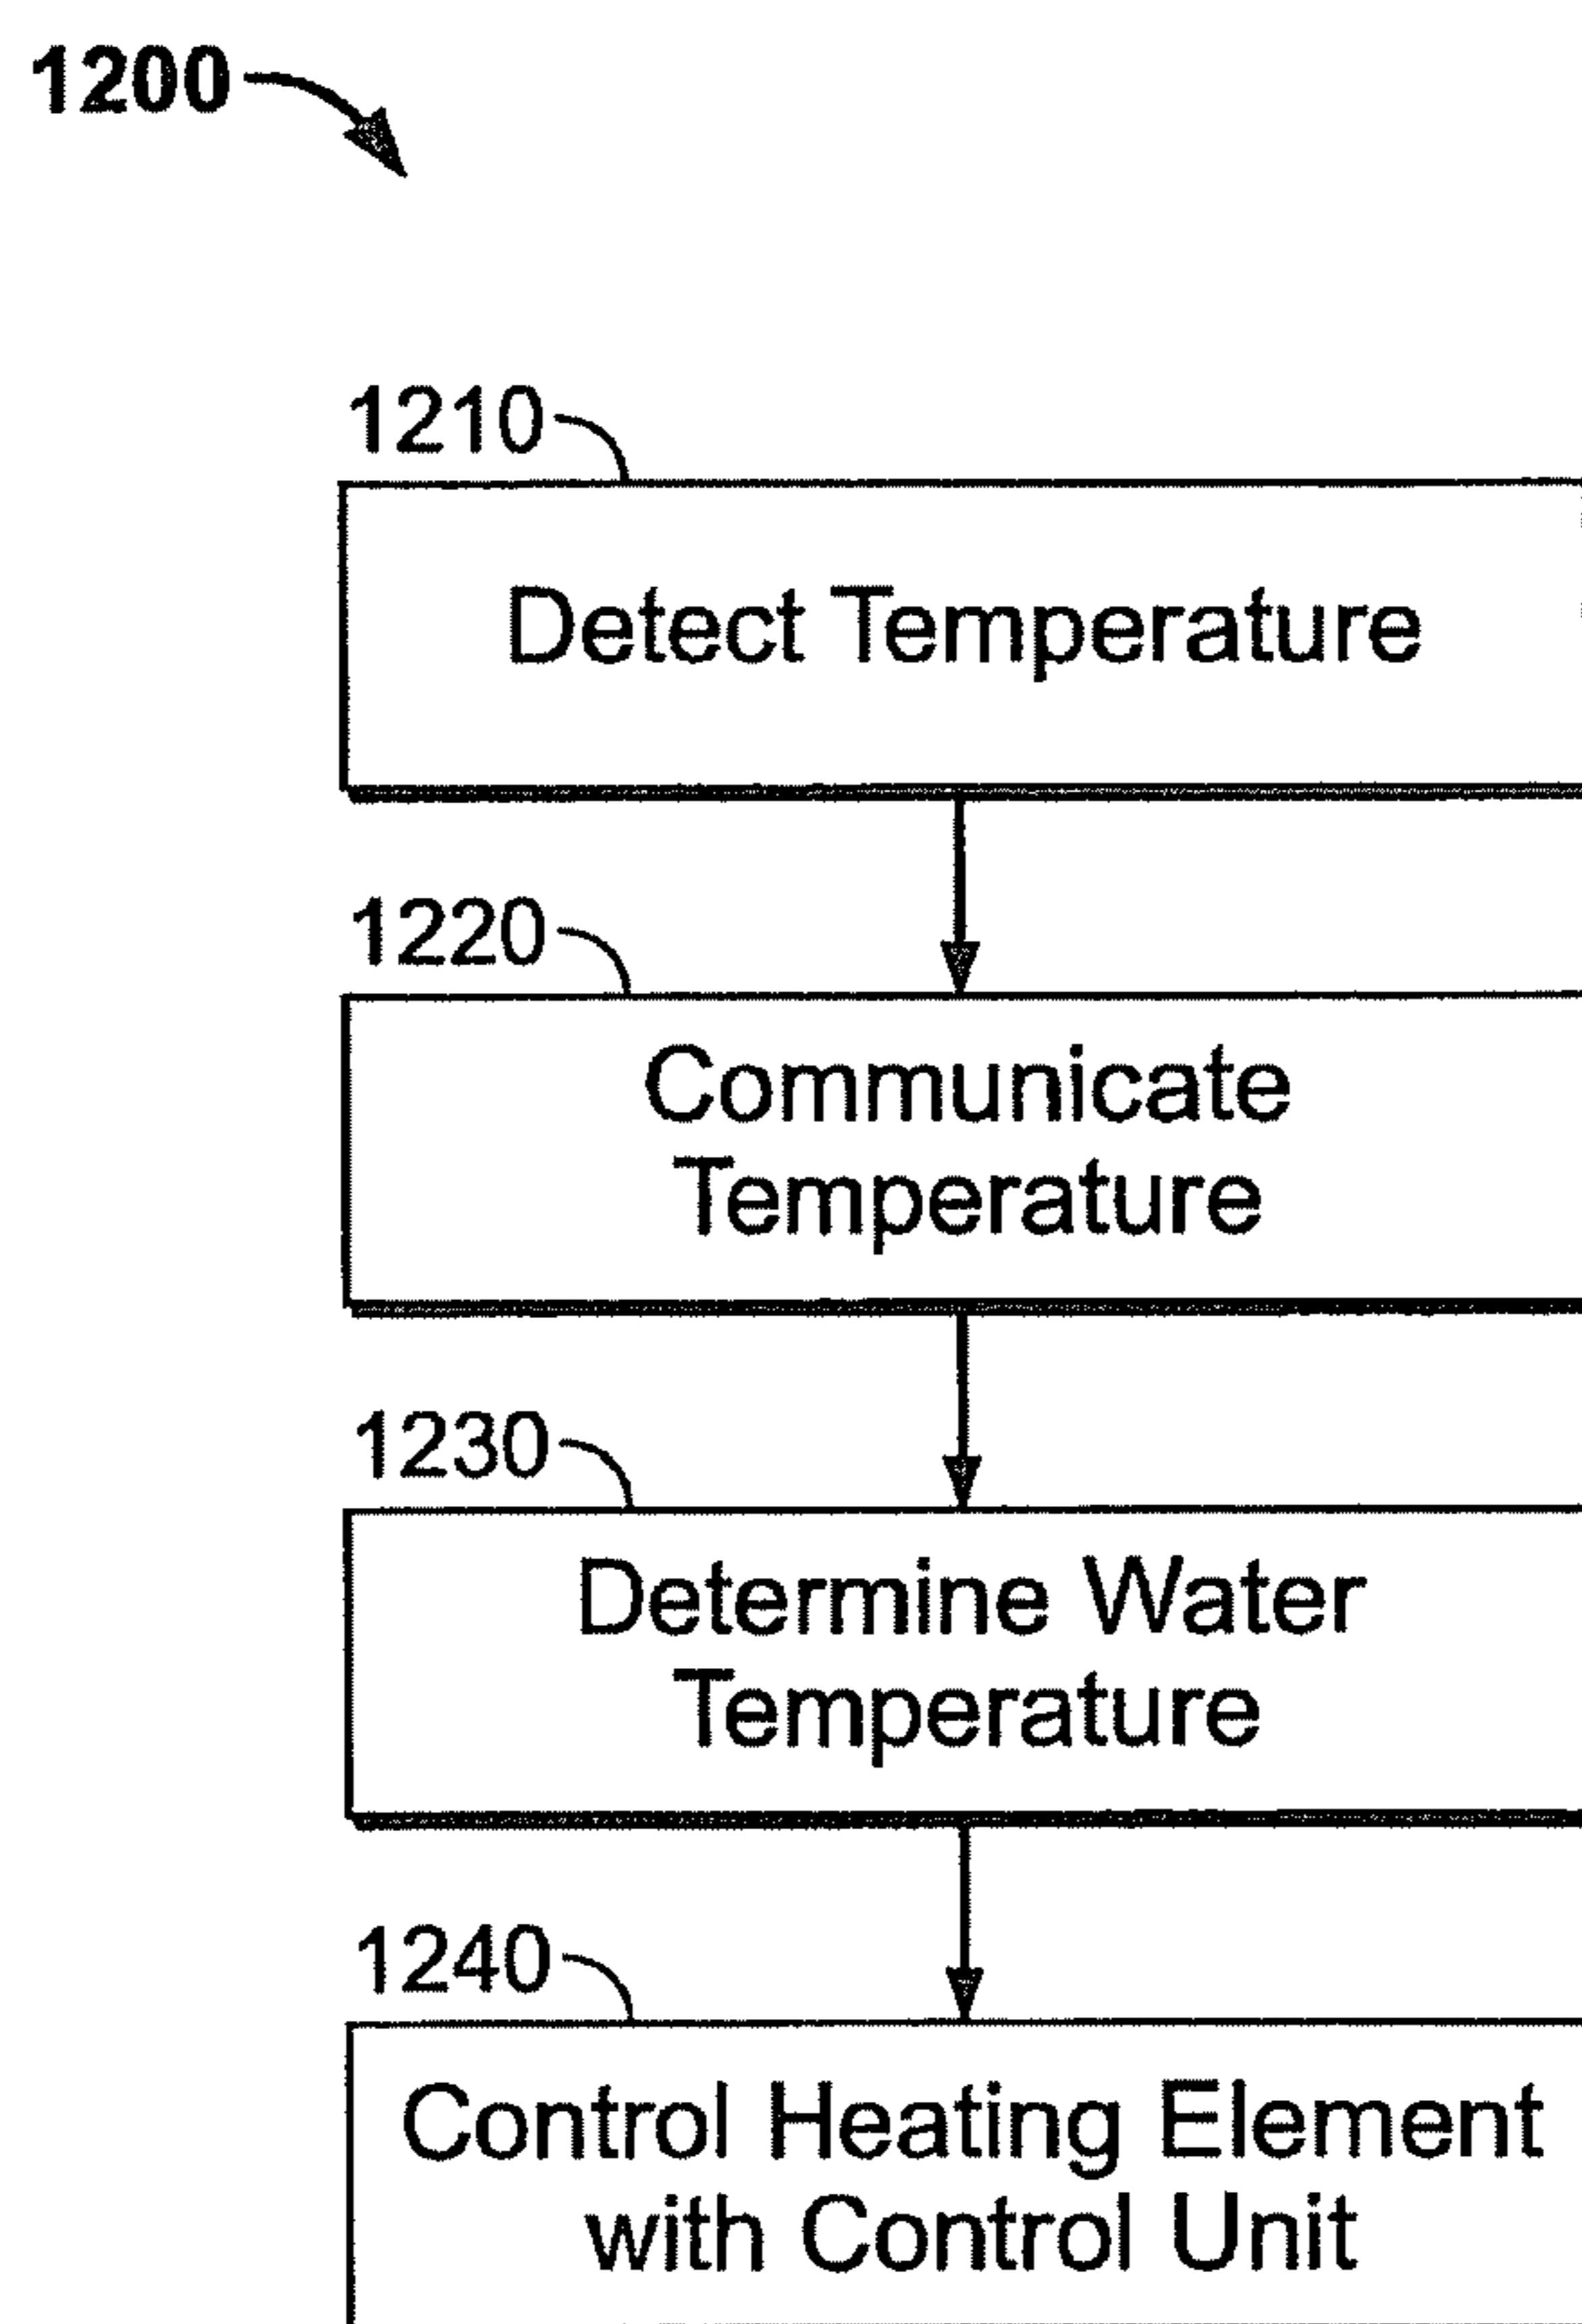 1200
1210
Detect Temperature
1220
Communicate
Temperature
1230
Determine Water
Temperature
1240
Control Heating Element
with Control Unit